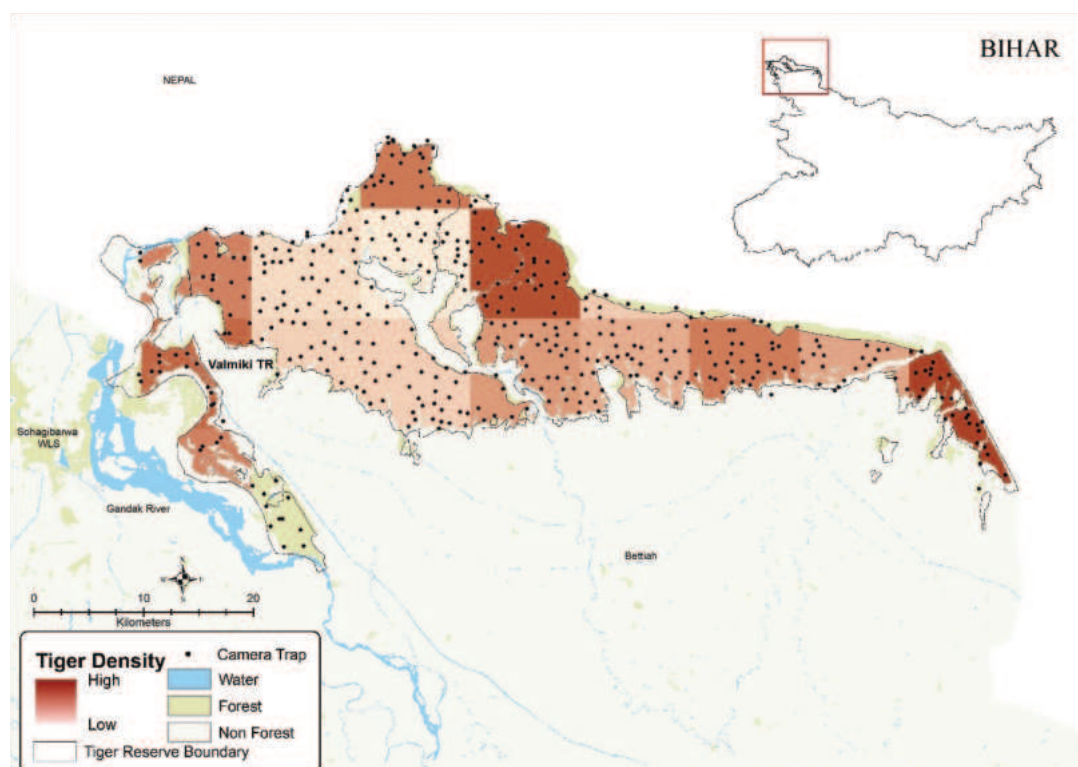 BIHAR
NEPAL
Valmiki TR
Sohagibarwa
WLS
Gandak River
Bettiah
N
W
E
S
0 10 20
Kilometers
Tiger Density
High
Low
Tiger Reserve Boundary
Camera Trap
Water
Forest
Non Forest